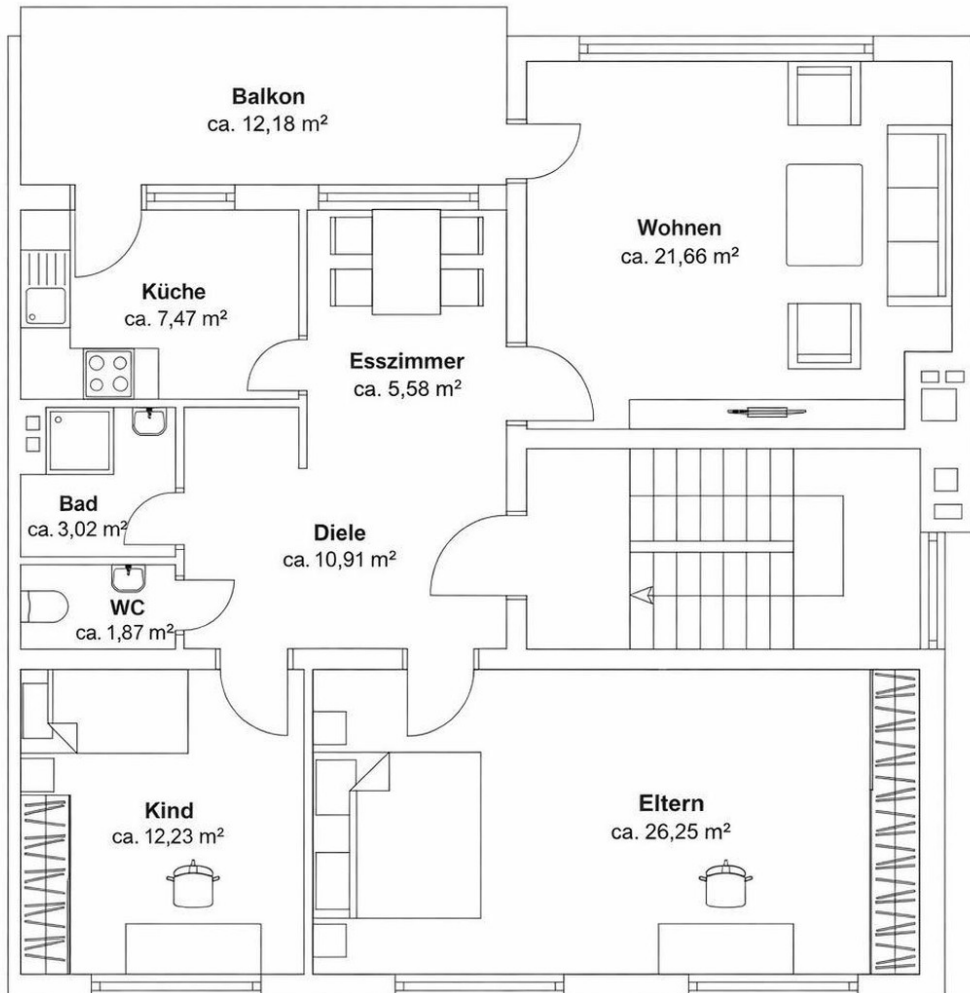 Balkon
ca. 12,18 m²
Wohnen
ca. 21,66 m²
Küche
ca. 7,47 m²
Esszimmer
ca. 5,58 m²
Bad
ca. 3,02 m²
Diele
ca. 10,91 m²
WC
ca. 1,87 m²
Kind
ca. 12,23 m²
Eltern
ca. 26,25 m²